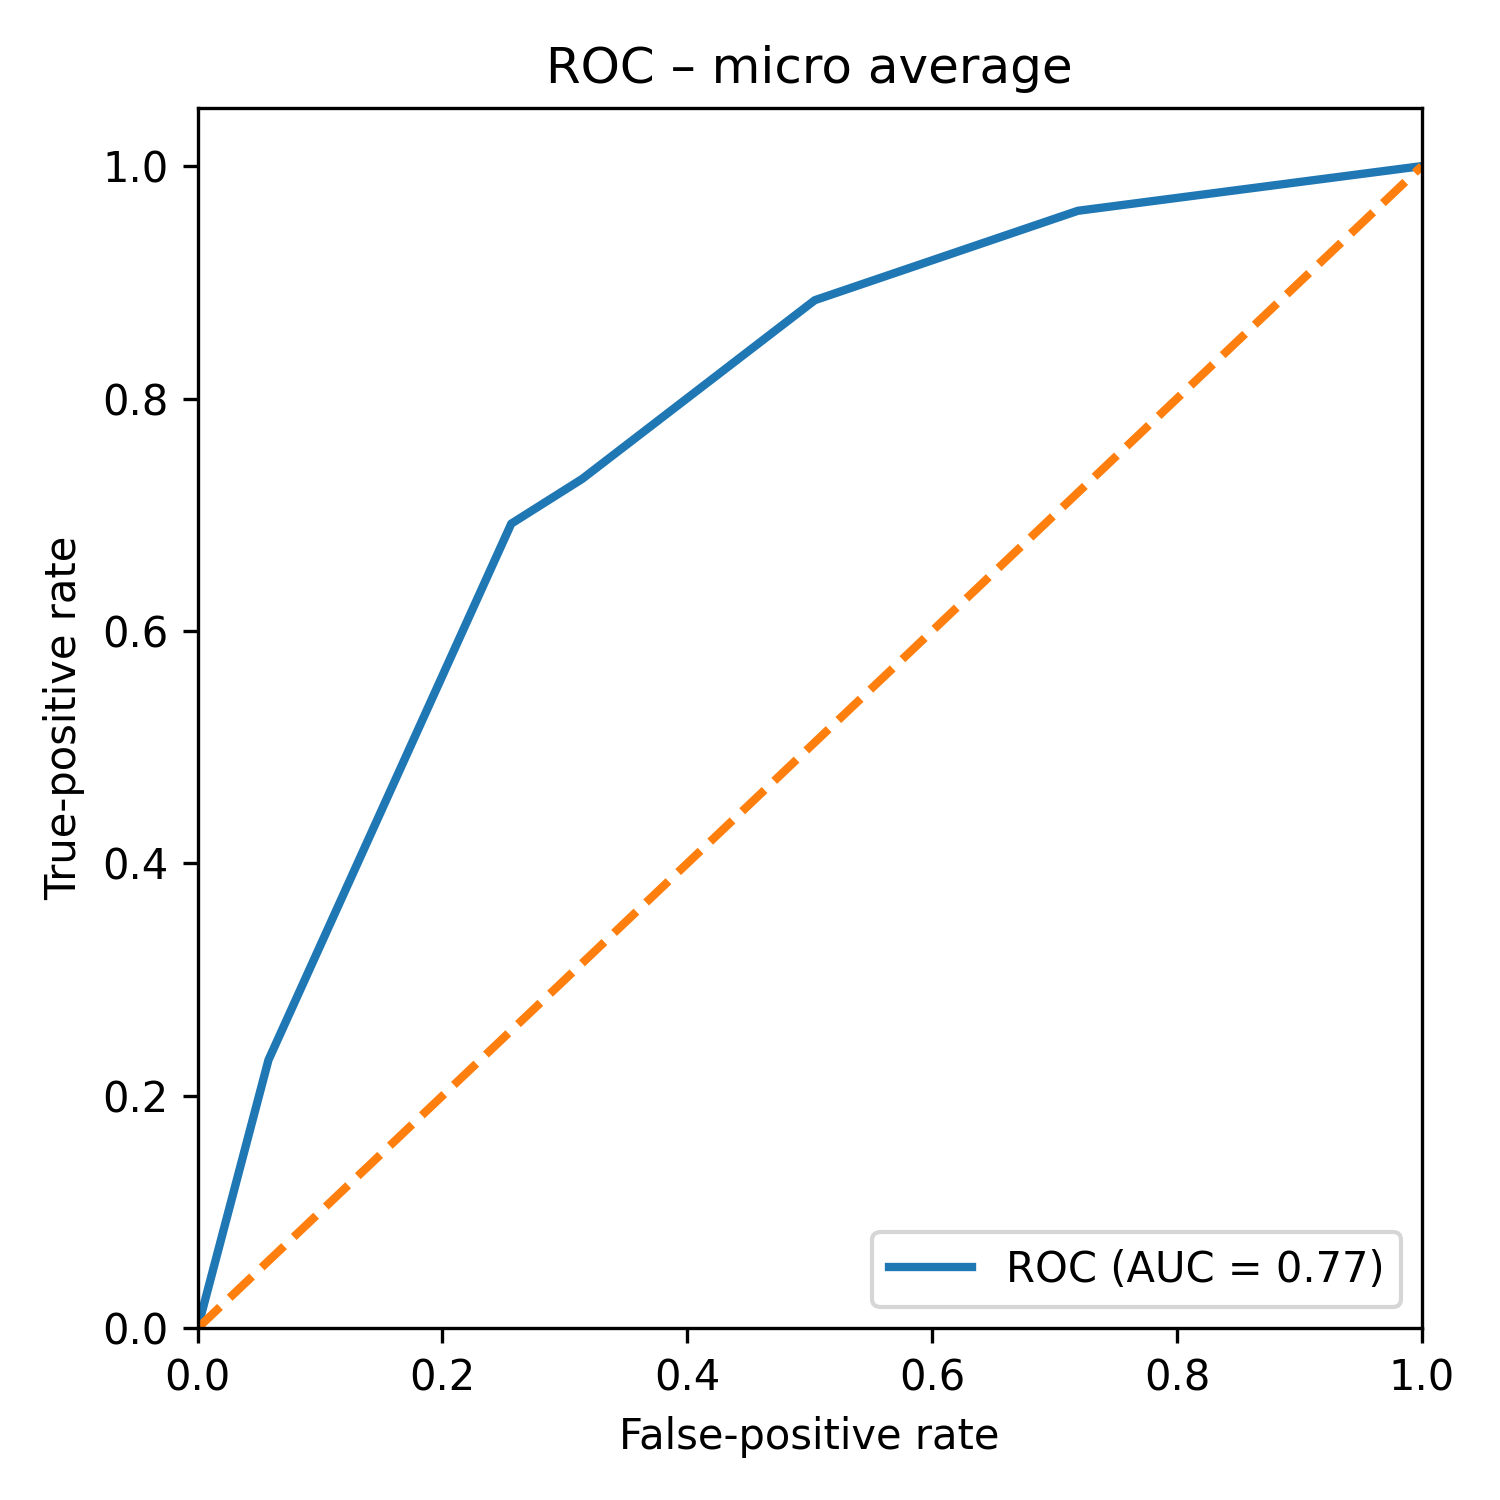 ROC – micro average
1.0
0.8
0.6
0.4
0.2
0.0
True-positive rate
ROC (AUC = 0.77)
0.0 0.2 0.4 0.6 0.8 1.0
False-positive rate